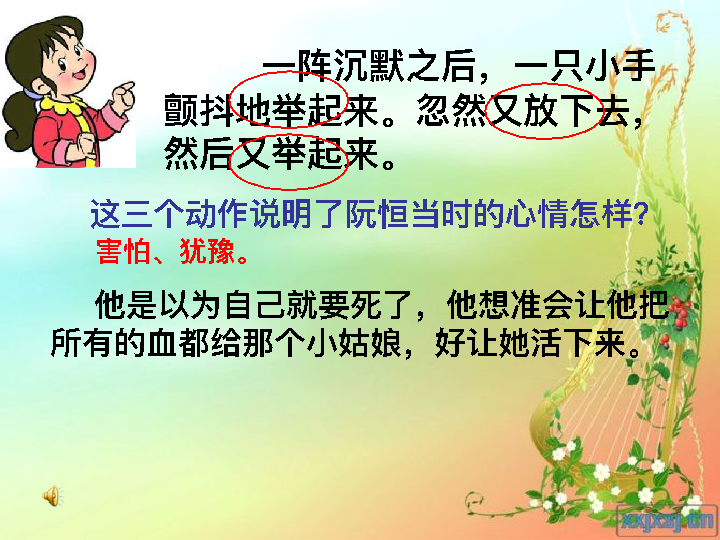 一阵沉默之后，一只小手
颤抖地举起来。忽然又放下去，
然后又举起来。
这三个动作说明了阮恒当时的心情怎样？
害怕、犹豫。
他是以为自己就要死了，他想准会让他把
所有的血都给那个小姑娘，好让她活下来。